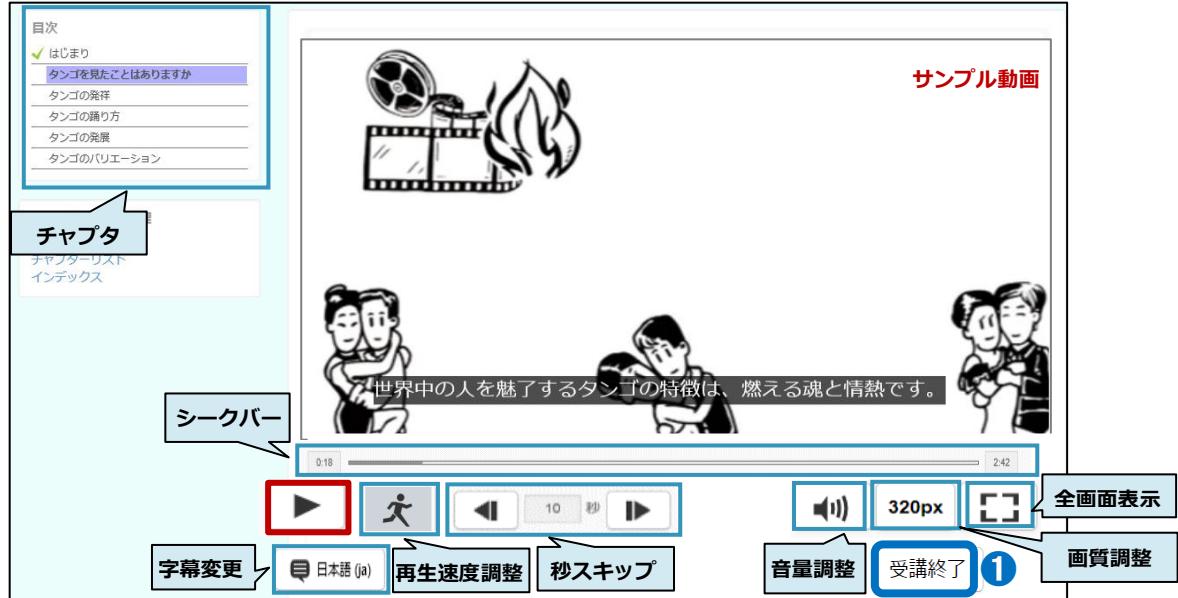 目次
はじまり
タンゴを見たことはありますか
タンゴの発祥
タンゴの踊り方
タンゴの発展
タンゴのバリエーション
チャプタ
チャプターリスト
インデックス
サンプル動画
世界中の人を魅了するタンゴの特徴は、燃える魂と情熱です。
シークバー
0:18
2:42
10 秒
320px
全画面表示
字幕変更
日本語 (ja)
再生速度調整
秒スキップ
音量調整
受講終了
1
画質調整